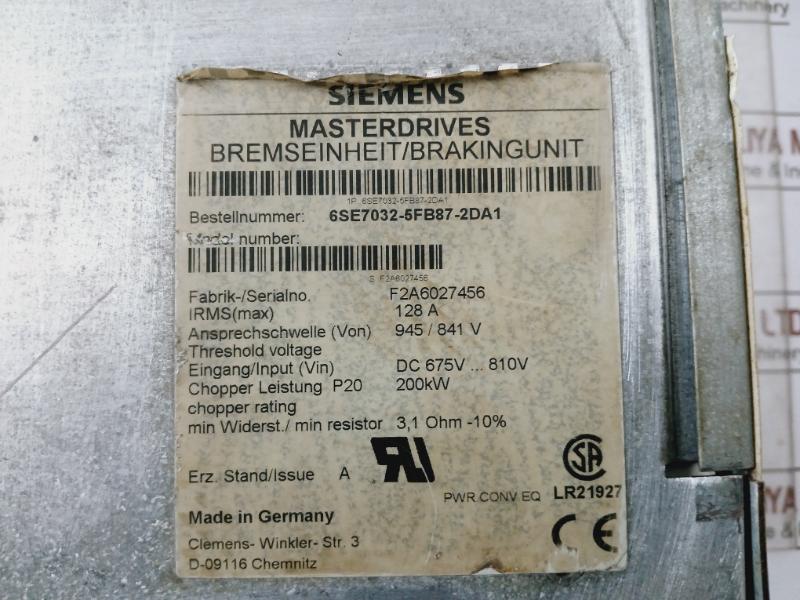 SIEMENS
MASTERDRIVES
BREMSEINHEIT/BRAKINGUNIT
1P 6SE7032-5FB87-2DA1
Bestellnummer: 6SE7032-5FB87-2DA1
Model number:
S F2A6027456
Fabrik-/Serialno. F2A6027456
IRMS(max) 128 A
Ansprechschwelle (Von) 945 / 841 V
Threshold voltage
Eingang/Input (Vin) DC 675V ... 810V
Chopper Leistung P20 200kW
chopper rating
min Widerst./ min resistor 3,1 Ohm -10%
Erz. Stand/Issue A
PWR CONV EQ LR21927
Made in Germany
Clemens- Winkler- Str. 3
D-09116 Chemnitz
CE